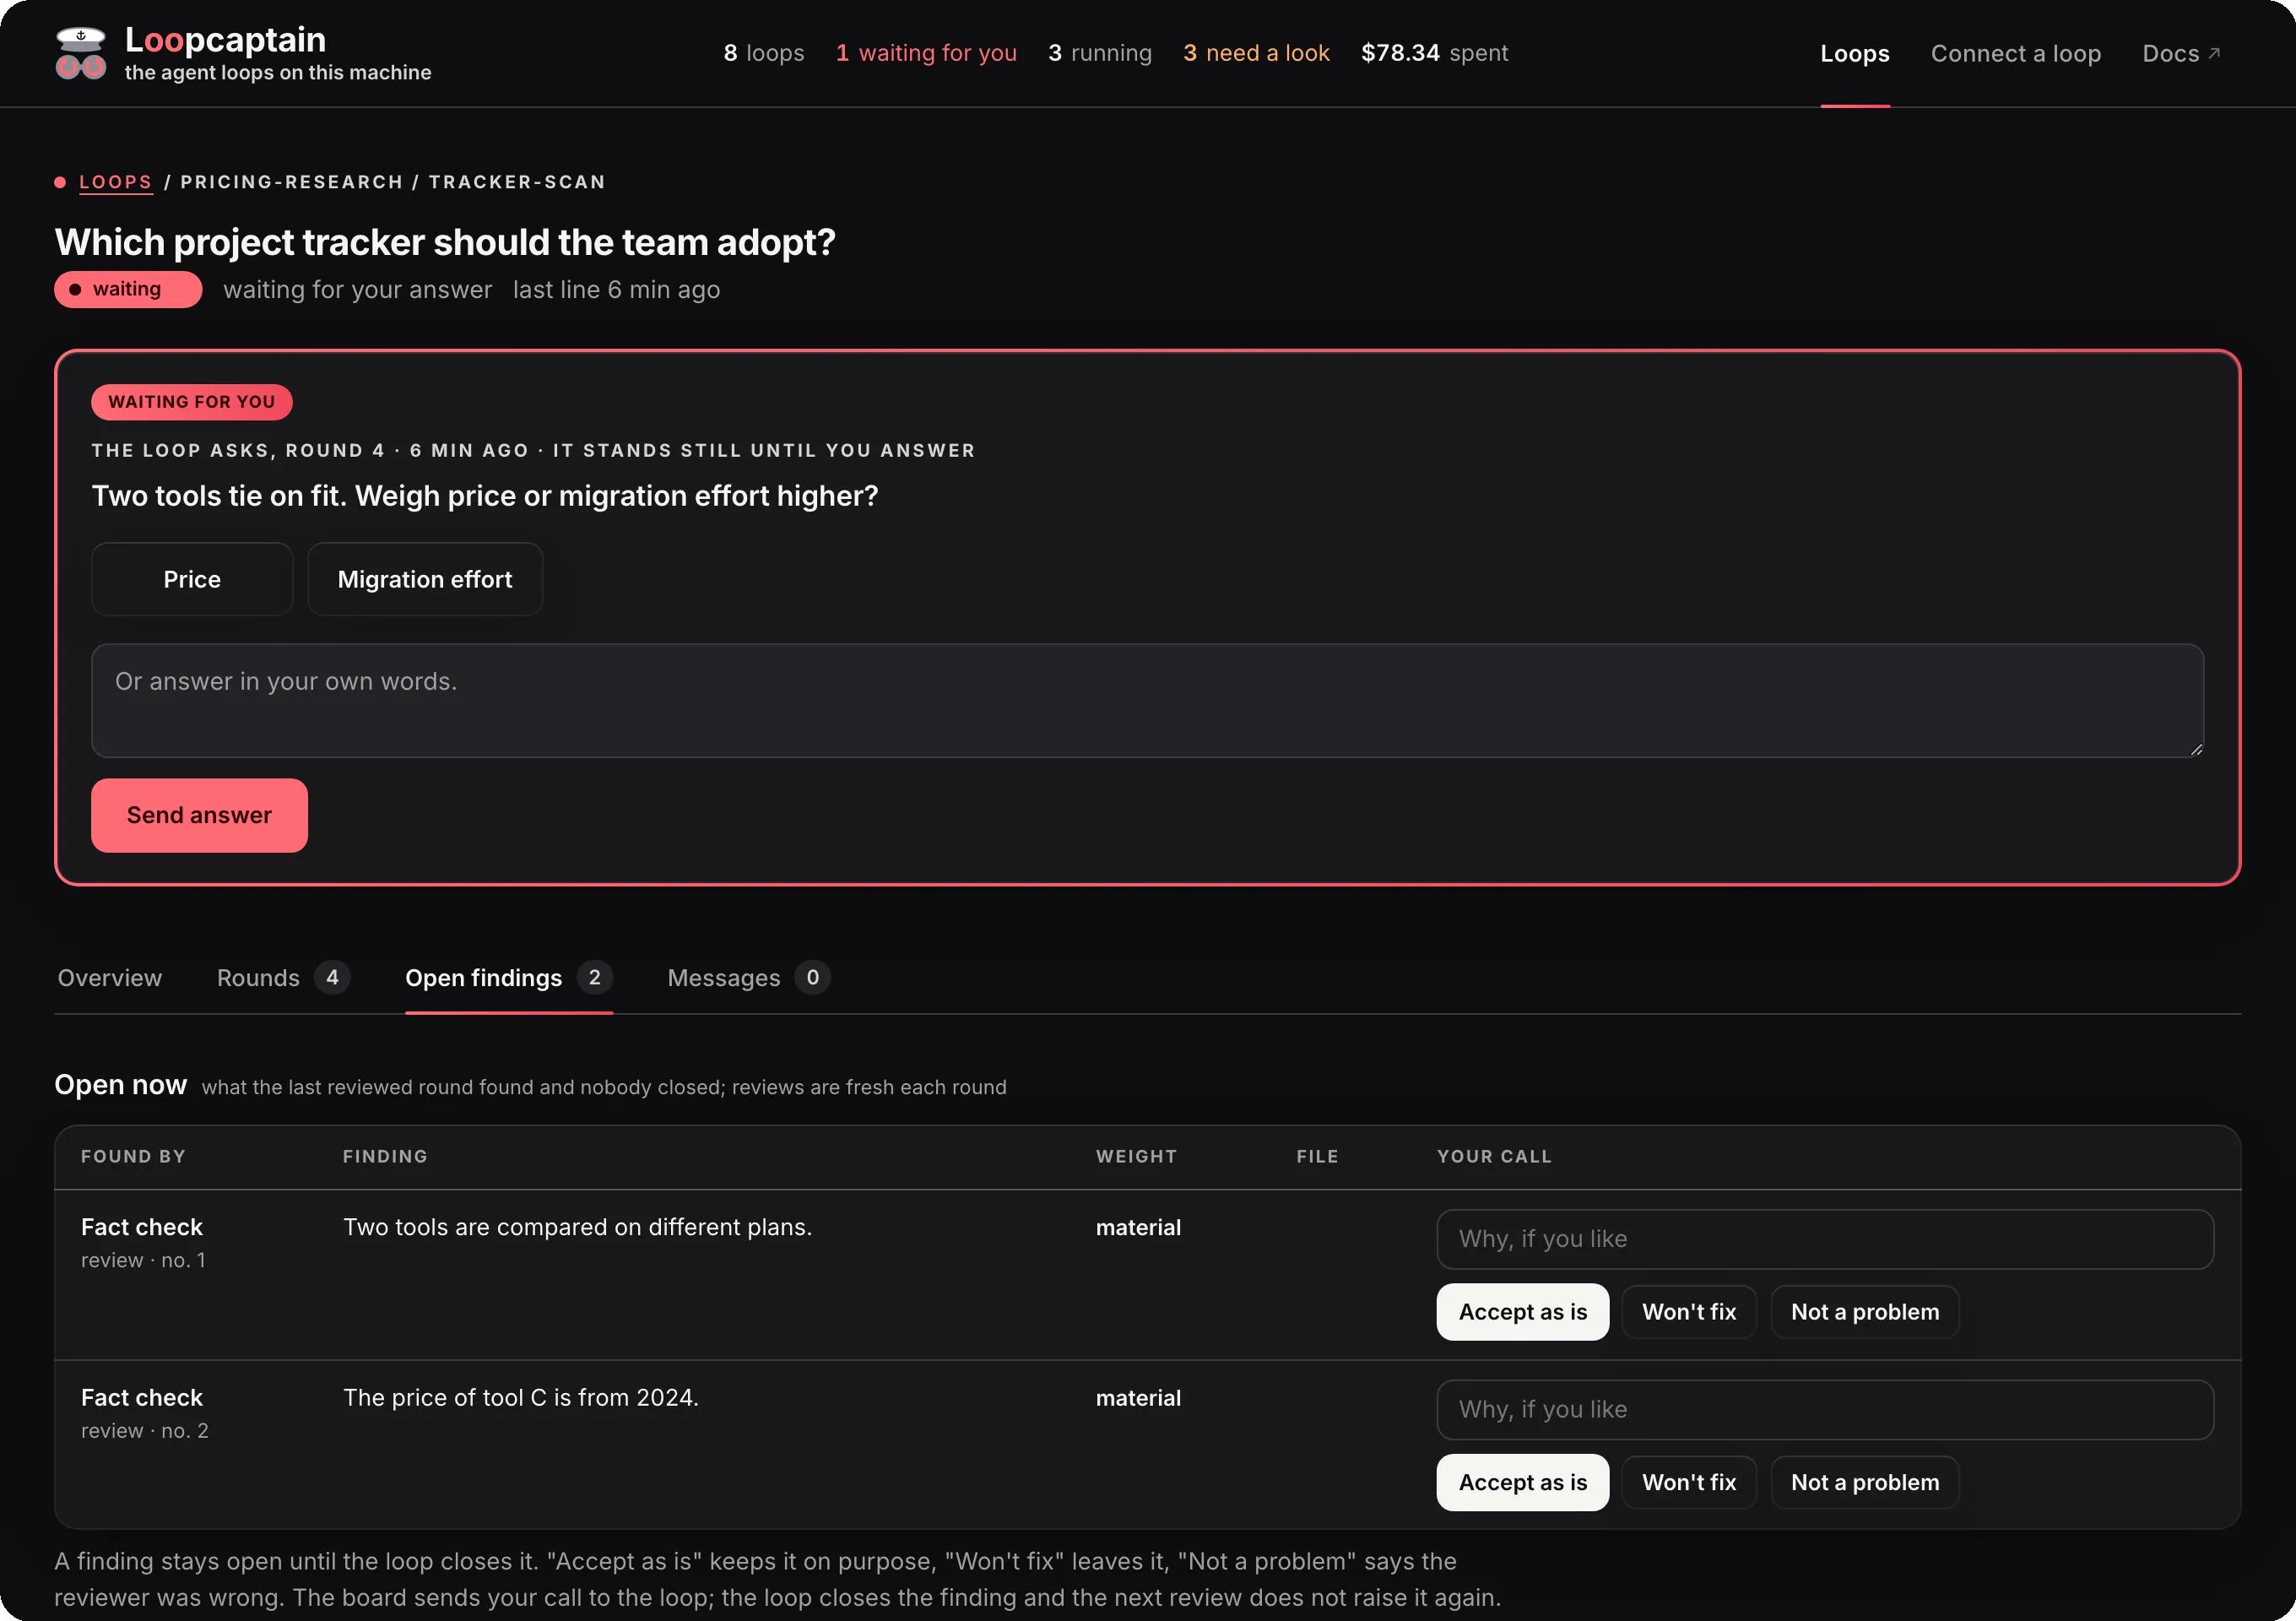 Loopcaptain
the agent loops on this machine
8 loops 1 waiting for you 3 running 3 need a look $78.34 spent
Loops Connect a loop Docs ↗
LOOPS / PRICING-RESEARCH / TRACKER-SCAN
Which project tracker should the team adopt?
waiting waiting for your answer last line 6 min ago
WAITING FOR YOU
THE LOOP ASKS, ROUND 4 · 6 MIN AGO · IT STANDS STILL UNTIL YOU ANSWER
Two tools tie on fit. Weigh price or migration effort higher?
Price Migration effort
Or answer in your own words.
Send answer
Overview Rounds 4 Open findings 2 Messages 0
Open now what the last reviewed round found and nobody closed; reviews are fresh each round
FOUND BY FINDING WEIGHT FILE YOUR CALL
Fact check Two tools are compared on different plans. material Why, if you like
review · no. 1
Accept as is Won't fix Not a problem
Fact check The price of tool C is from 2024. material Why, if you like
review · no. 2
Accept as is Won't fix Not a problem
A finding stays open until the loop closes it. "Accept as is" keeps it on purpose, "Won't fix" leaves it, "Not a problem" says the
reviewer was wrong. The board sends your call to the loop; the loop closes the finding and the next review does not raise it again.